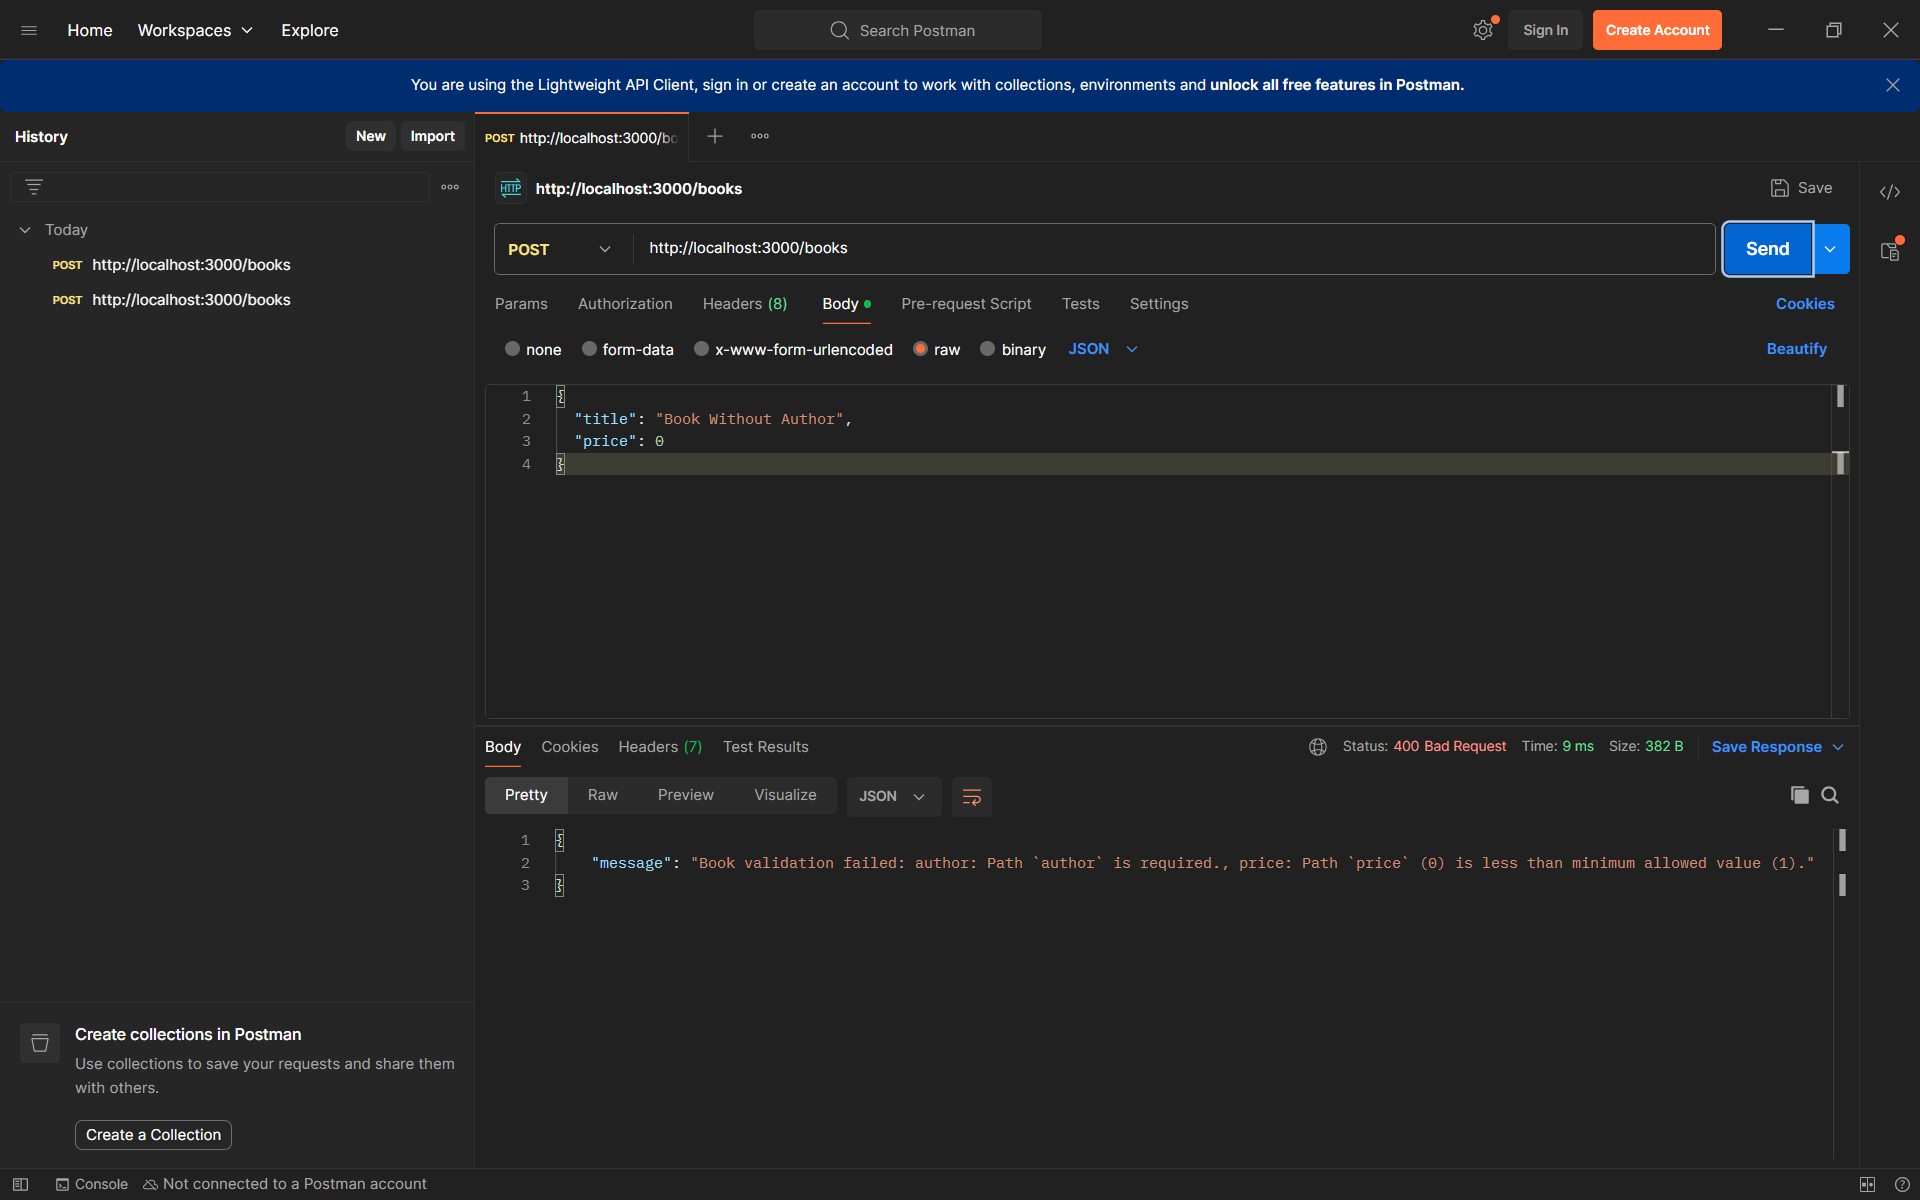 Home Workspaces Explore Search Postman Sign In Create Account
You are using the Lightweight API Client, sign in or create an account to work with collections, environments and unlock all free features in Postman.
History New Import
POST http://localhost:3000/bo
http://localhost:3000/books Save
Today
POST http://localhost:3000/books
POST http://localhost:3000/books
POST http://localhost:3000/books Send
Params Authorization Headers (8) Body Pre-request Script Tests Settings Cookies
none form-data x-www-form-urlencoded raw binary JSON Beautify
1 {
2 "title": "Book Without Author",
3 "price": 0
4 }
Body Cookies Headers (7) Test Results Status: 400 Bad Request Time: 9 ms Size: 382 B Save Response
Pretty Raw Preview Visualize JSON
1 {
2 "message": "Book validation failed: author: Path `author` is required., price: Path `price` (0) is less than minimum allowed value (1)."
3 }
Create collections in Postman
Use collections to save your requests and share them
with others.
Create a Collection
Console Not connected to a Postman account